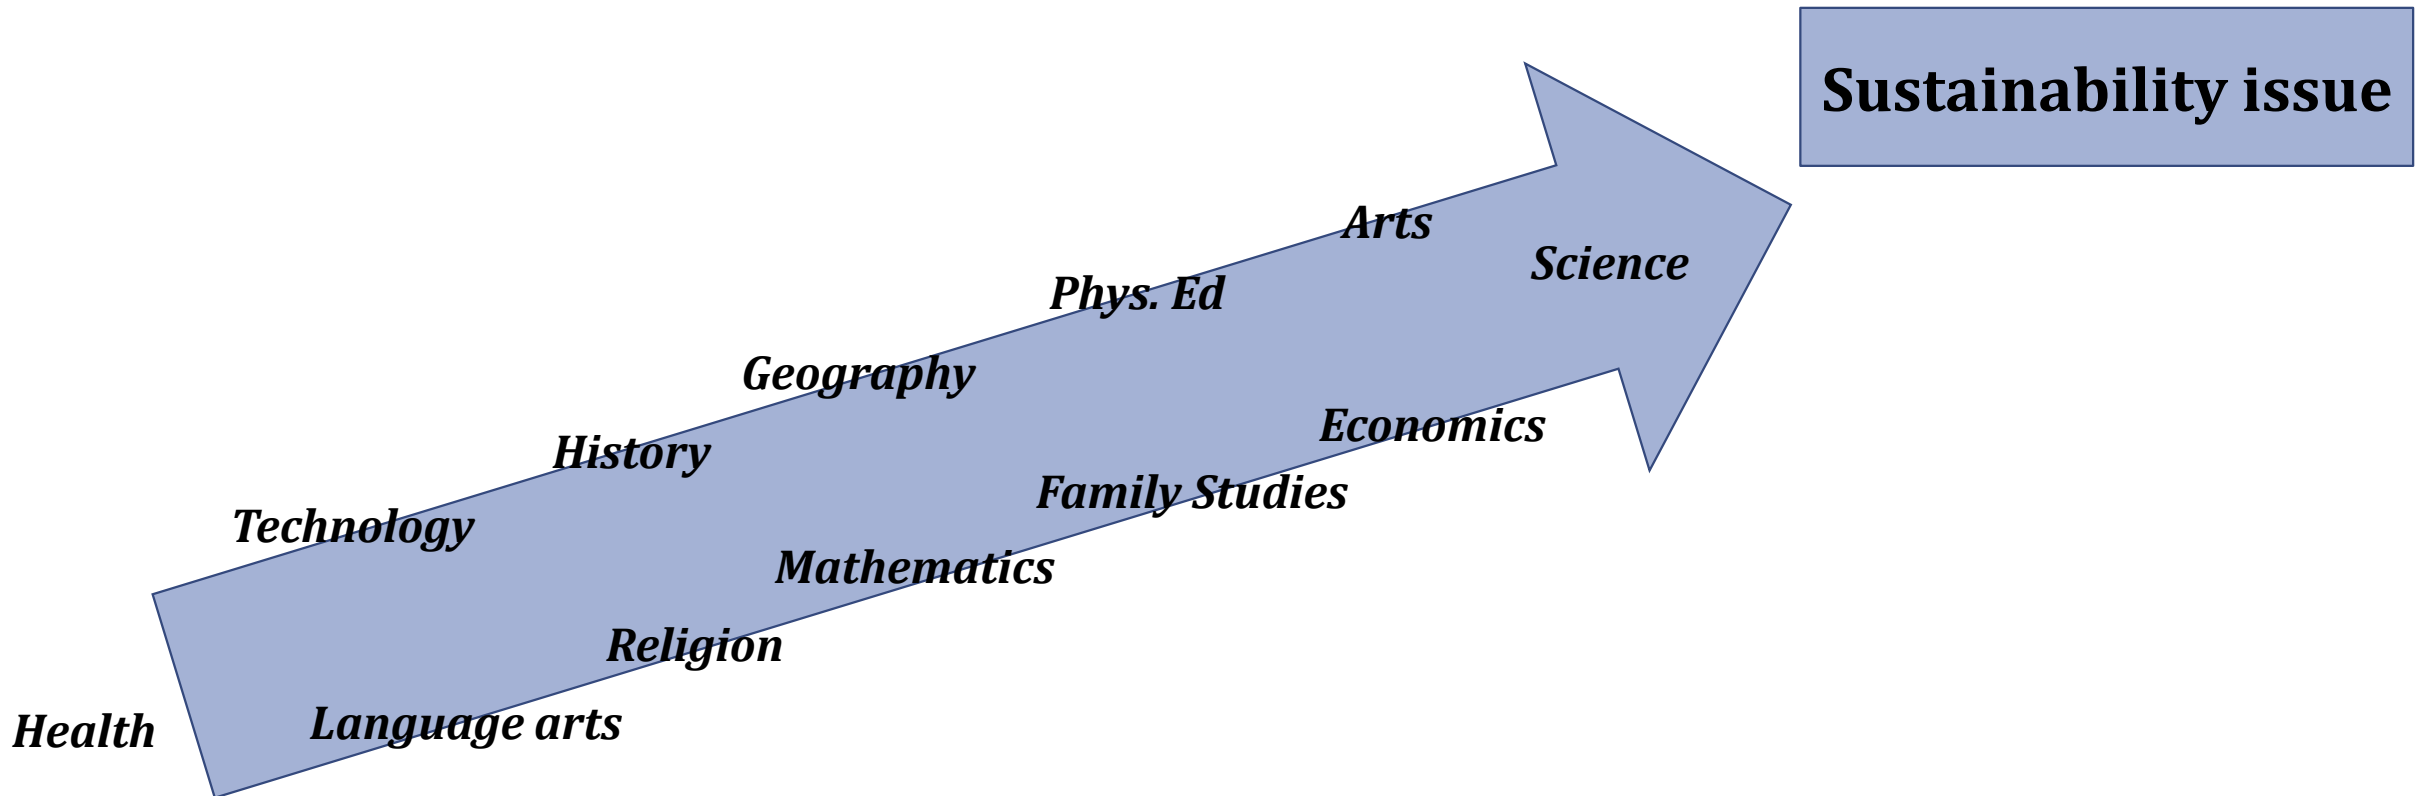 Sustainability issue
Arts
Science
Phys. Ed
Geography
Economics
History
Family Studies
Technology
Mathematics
Religion
Language arts
Health